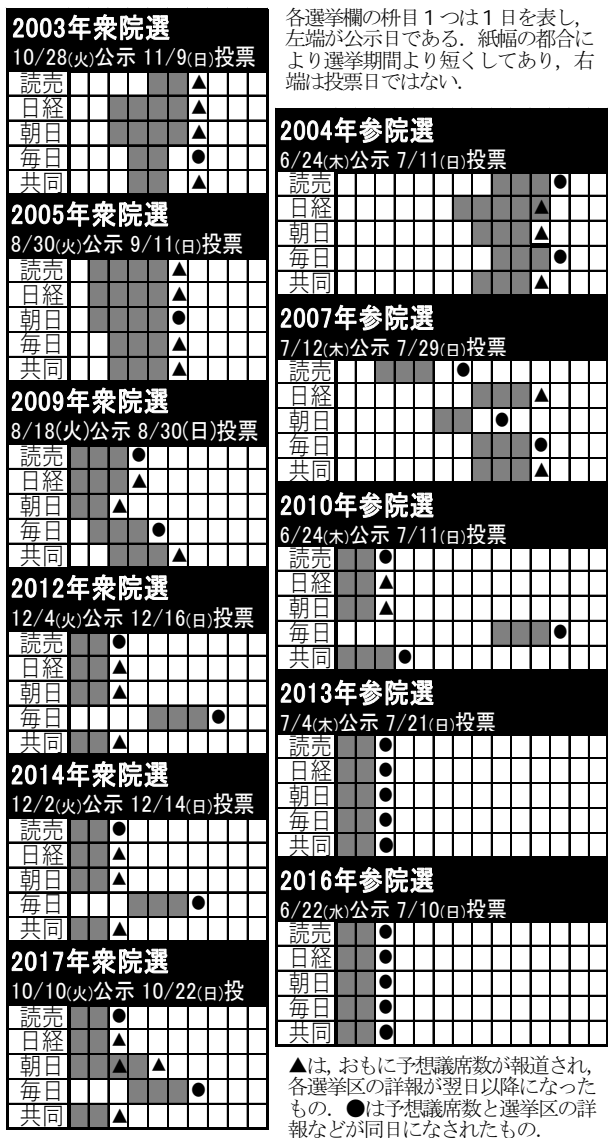 2003年衆院選
10/28(火)公示 11/9(日)投票
読売 ▲
日経 ▲
朝日 ▲
毎日 ●
共同 ▲
2005年衆院選
8/30(火)公示 9/11(日)投票
読売 ▲
日経 ▲
朝日 ●
毎日 ▲
共同 ▲
2009年衆院選
8/18(火)公示 8/30(日)投票
読売 ●
日経 ▲
朝日 ▲
毎日 ●
共同 ▲
2012年衆院選
12/4(火)公示 12/16(日)投票
読売 ●
日経 ▲
朝日 ▲
毎日 ●
共同 ▲
2014年衆院選
12/2(火)公示 12/14(日)投票
読売 ●
日経 ▲
朝日 ▲
毎日 ●
共同 ▲
2017年衆院選
10/10(火)公示 10/22(日)投
読売 ●
日経 ▲
朝日 ▲ ▲
毎日 ●
共同 ▲
各選挙欄の枡目1つは1日を表し，
左端が公示日である．紙幅の都合に
より選挙期間より短くしてあり，右
端は投票日ではない．
2004年参院選
6/24(木)公示 7/11(日)投票
読売 ●
日経 ▲
朝日 ▲
毎日 ●
共同 ▲
2007年参院選
7/12(木)公示 7/29(日)投票
読売 ●
日経 ▲
朝日 ●
毎日 ●
共同 ▲
2010年参院選
6/24(木)公示 7/11(日)投票
読売 ●
日経 ▲
朝日 ▲
毎日 ●
共同 ●
2013年参院選
7/4(木)公示 7/21(日)投票
読売 ●
日経 ●
朝日 ●
毎日 ●
共同 ●
2016年参院選
6/22(水)公示 7/10(日)投票
読売 ●
日経 ●
朝日 ●
毎日 ●
共同 ●
▲は，おもに予想議席数が報道され，
各選挙区の詳報が翌日以降になった
もの．●は予想議席数と選挙区の詳
報などが同日になされたもの．